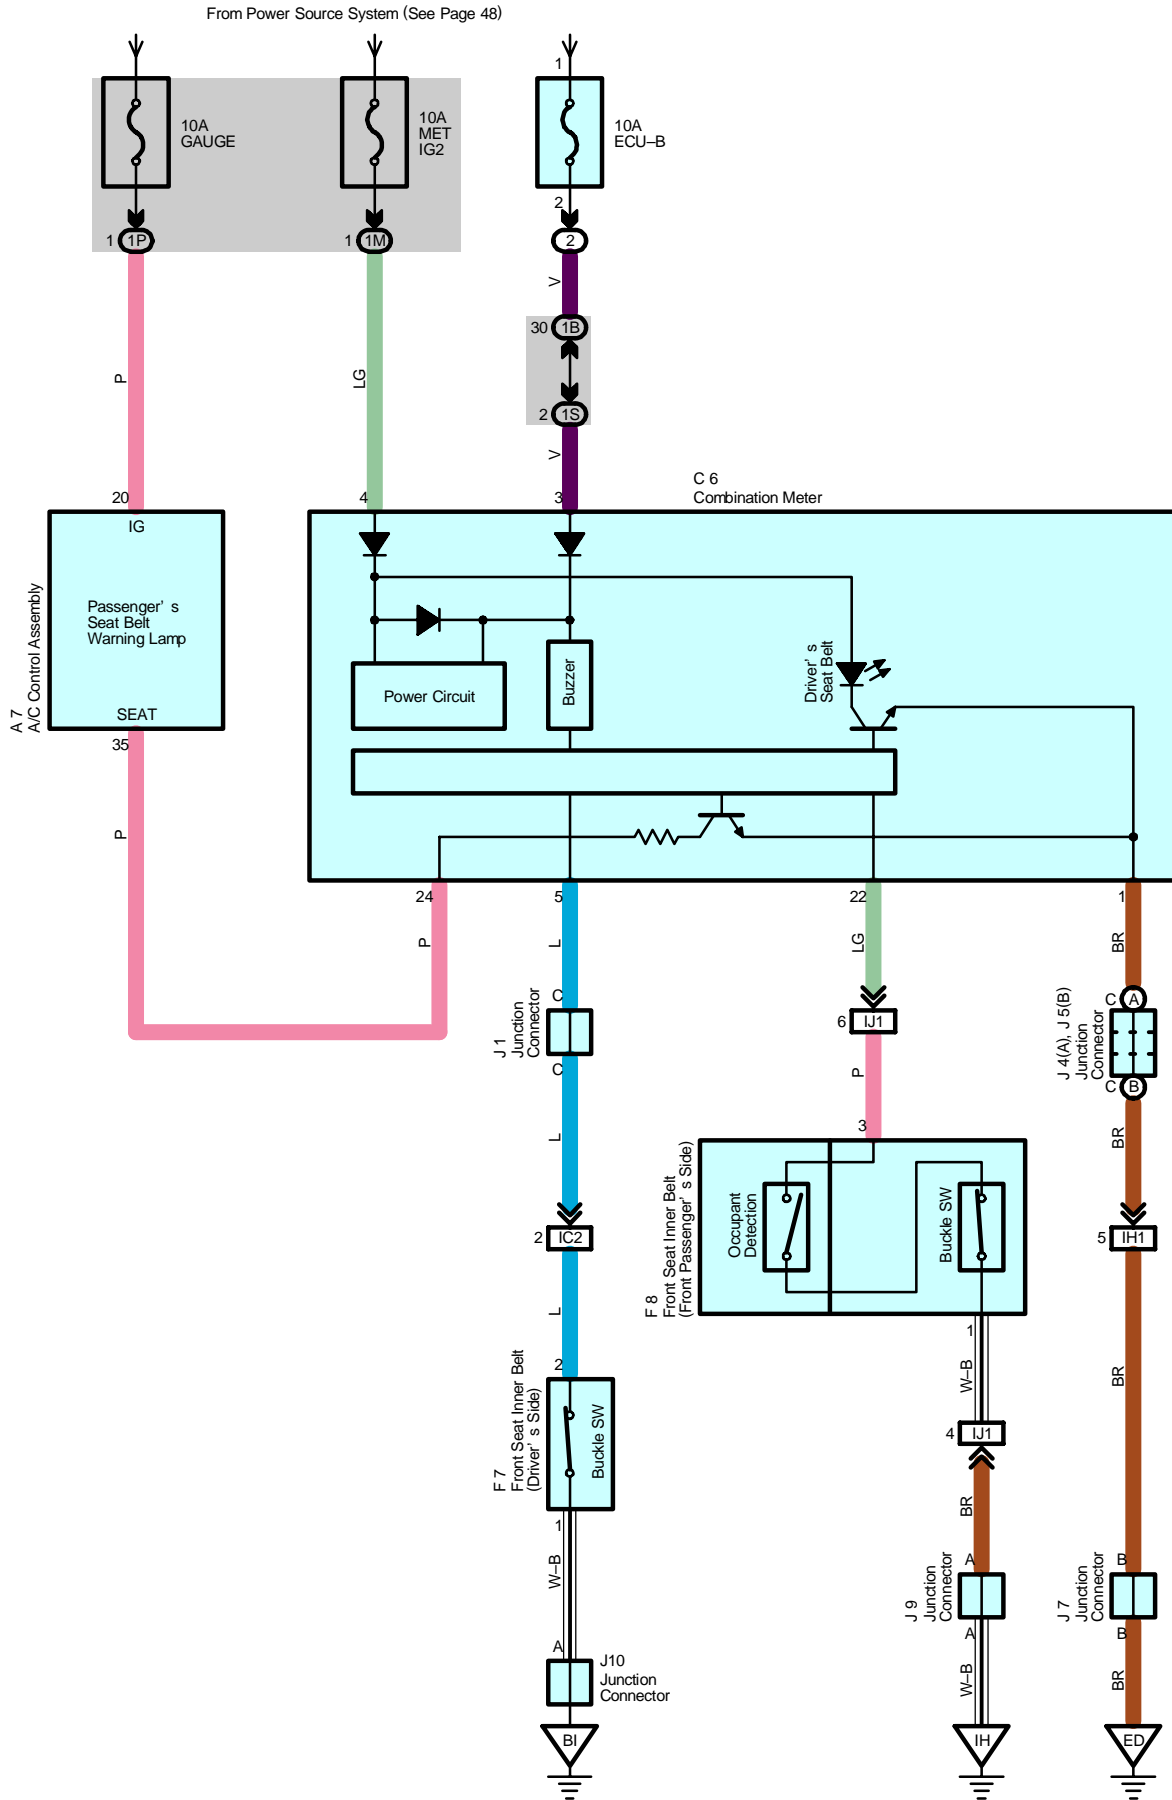 From Power Source System (See Page 48)
10A
GAUGE
10A
MET
IG2
1
10A
ECU–B
2
1 1P
1 1M
2
V
30 1B
P
LG
2 1S
V
C 6
Combination Meter
20
4
3
IG
Passenger' s
Seat Belt
Warning Lamp
SEAT
A 7
A/C Control Assembly
35
Power Circuit
Buzzer
Driver' s
Seat Belt
P
24
5
22
1
P
L
LG
BR
C
J 1
Junction
Connector
C
6 IJ1
C A
J 4(A), J 5(B)
Junction
Connector
C B
P
L
BR
3
2 IC2
5 IH1
Occupant
Detection
Buckle SW
F 8
Front Seat Inner Belt
(Front Passenger' s Side)
L
1
W–B
BR
2
F 7
Front Seat Inner Belt
(Driver' s Side)
Buckle SW
4 IJ1
BR
1
W–B
A
J 9
Junction
Connector
A
B
J 7
Junction
Connector
B
A
J10
Junction
Connector
W–B
BR
BI
IH
ED